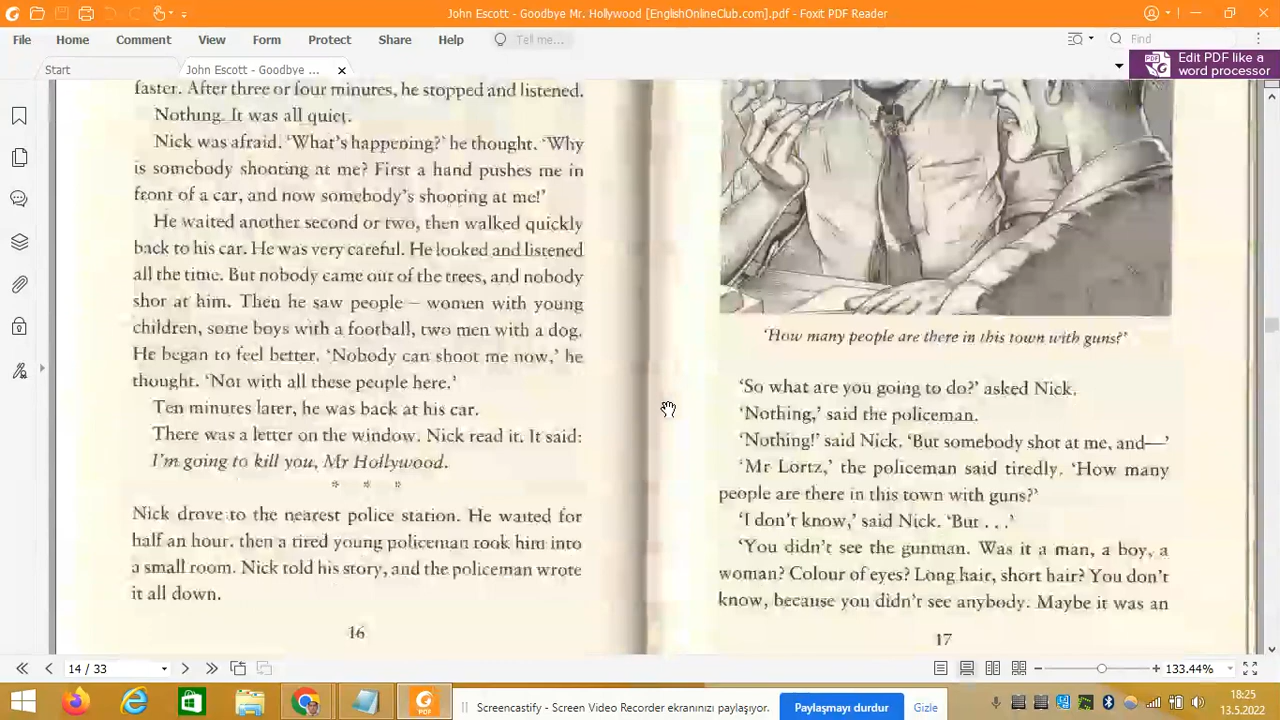 John Escott - Goodbye Mr. Hollywood [EnglishOnlineClub.com].pdf - Foxit PDF Reader
File Home Comment View Form Protect Share Help Tell me... Find
Start John Escott - Goodbye ... Edit PDF like a
word processor
faster. After three or four minutes, he stopped and listened.
Nothing. It was all quiet.
Nick was afraid. ‘What’s happening?’ he thought. ‘Why
is somebody shooting at me? First a hand pushes me in
front of a car, and now somebody’s shooting at me!’
He waited another second or two, then walked quickly
back to his car. He was very careful. He looked and listened
all the time. But nobody came out of the trees, and nobody
shot at him. Then he saw people – women with young
children, some boys with a football, two men with a dog.
He began to feel better. ‘Nobody can shoot me now,’ he
thought. ‘Not with all these people here.’
Ten minutes later, he was back at his car.
There was a letter on the window. Nick read it. It said:
I’m going to kill you, Mr Hollywood.
* * *
Nick drove to the nearest police station. He waited for
half an hour, then a tired young policeman took him into
a small room. Nick told his story, and the policeman wrote
it all down.
16
‘How many people are there in this town with guns?’
‘So what are you going to do?’ asked Nick.
‘Nothing,’ said the policeman.
‘Nothing!’ said Nick. ‘But somebody shot at me, and—’
‘Mr Lortz,’ the policeman said tiredly. ‘How many
people are there in this town with guns?’
‘I don’t know,’ said Nick. ‘But . . .’
‘You didn’t see the gunman. Was it a man, a boy, a
woman? Colour of eyes? Long hair, short hair? You don’t
know, because you didn’t see anybody. Maybe it was an
17
14 / 33 133.44%
Screencastify - Screen Video Recorder ekranınızı paylaşıyor. Paylaşmayı durdur Gizle
18:25
13.5.2022